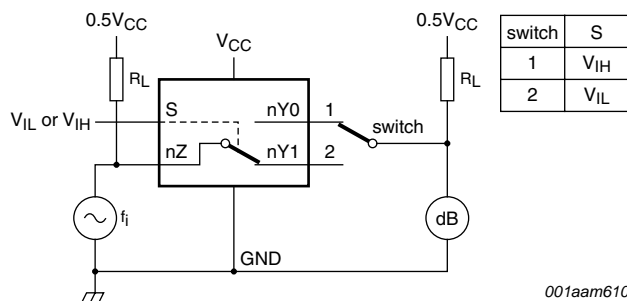 0.5VCC
VCC
0.5VCC
switch S
1 VIH
2 VIL
RL
RL
VIL or VIH
S
nY0
1
switch
nZ
nY1
2
fi
dB
GND
001aam610